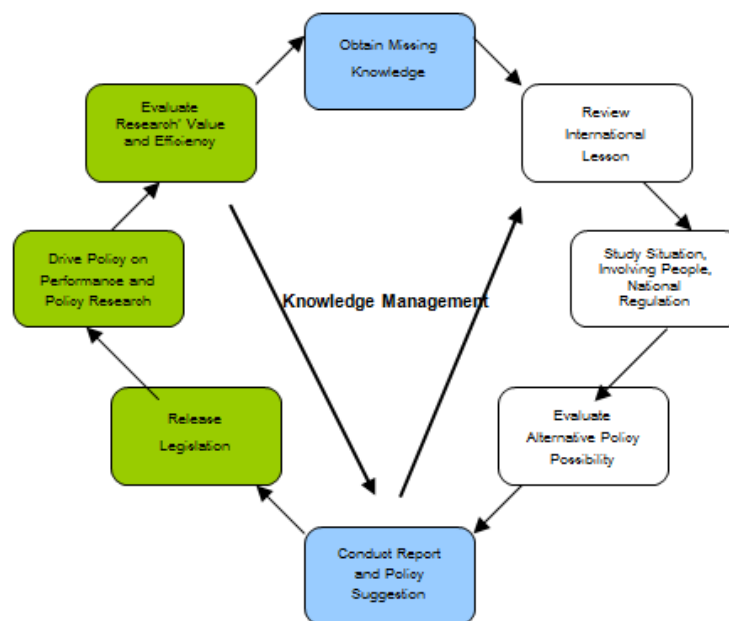 Obtain Missing
Knowledge
Evaluate
Research' Value
and Efficiency
Review
International
Lesson
Drive Policy on
Performance and
Policy Research
Study Situation,
Involving People,
National
Regulation
Knowledge Management
Release
Legislation
Evaluate
Alternative Policy
Possibility
Conduct Report
and Policy
Suggestion